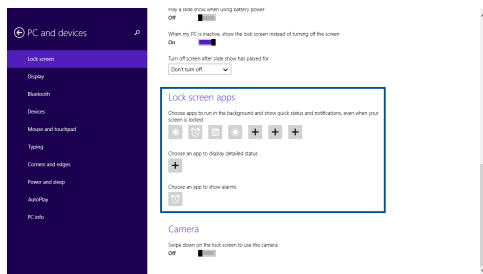 PC and devices
Lock screen
Display
Bluetooth
Devices
Mouse and touchpad
Typing
Corners and edges
Power and sleep
AutoPlay
PC info
Play a slide show when using battery power
Off
When my PC is inactive, show the lock screen instead of turning off the screen
On
Turn off screen after slide show has played for
Don't turn off
Lock screen apps
Choose apps to run in the background and show quick status and notifications, even when your
screen is locked
Choose an app to display detailed status
Choose an app to show alarms
Camera
Swipe down on the lock screen to use the camera
Off